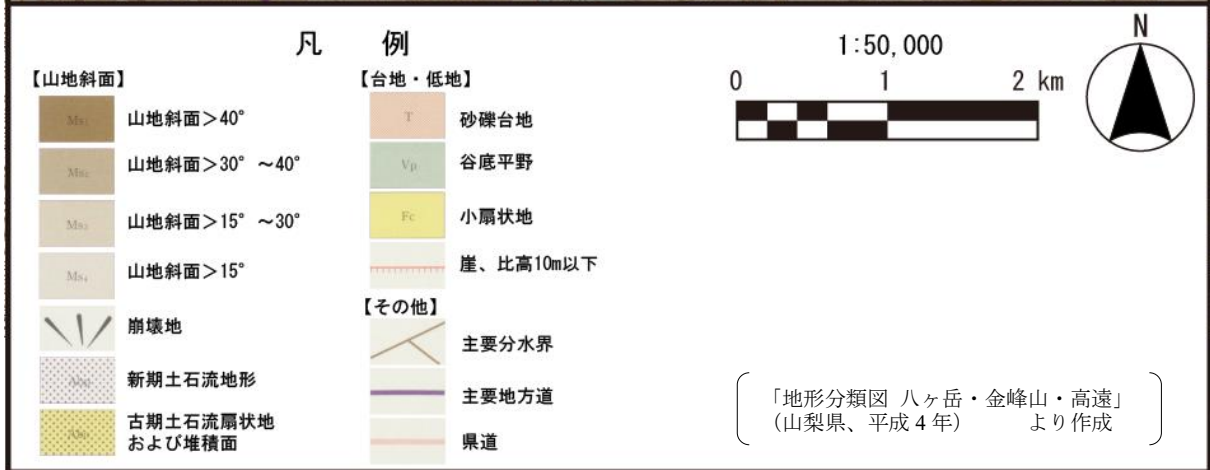 凡 例
【山地斜面】
Ms₁ 山地斜面>40°
Ms₂ 山地斜面>30° ～40°
Ms₃ 山地斜面>15° ～30°
Ms₄ 山地斜面>15°
崩壊地
新期土石流地形
古期土石流扇状地
および堆積面
【台地・低地】
T 砂礫台地
Vp 谷底平野
Fc 小扇状地
崖、比高10m以下
【その他】
主要分水界
主要地方道
県道
1:50,000
0 1 2 km
N
「地形分類図 八ヶ岳・金峰山・高遠」
（山梨県、平成４年） より作成